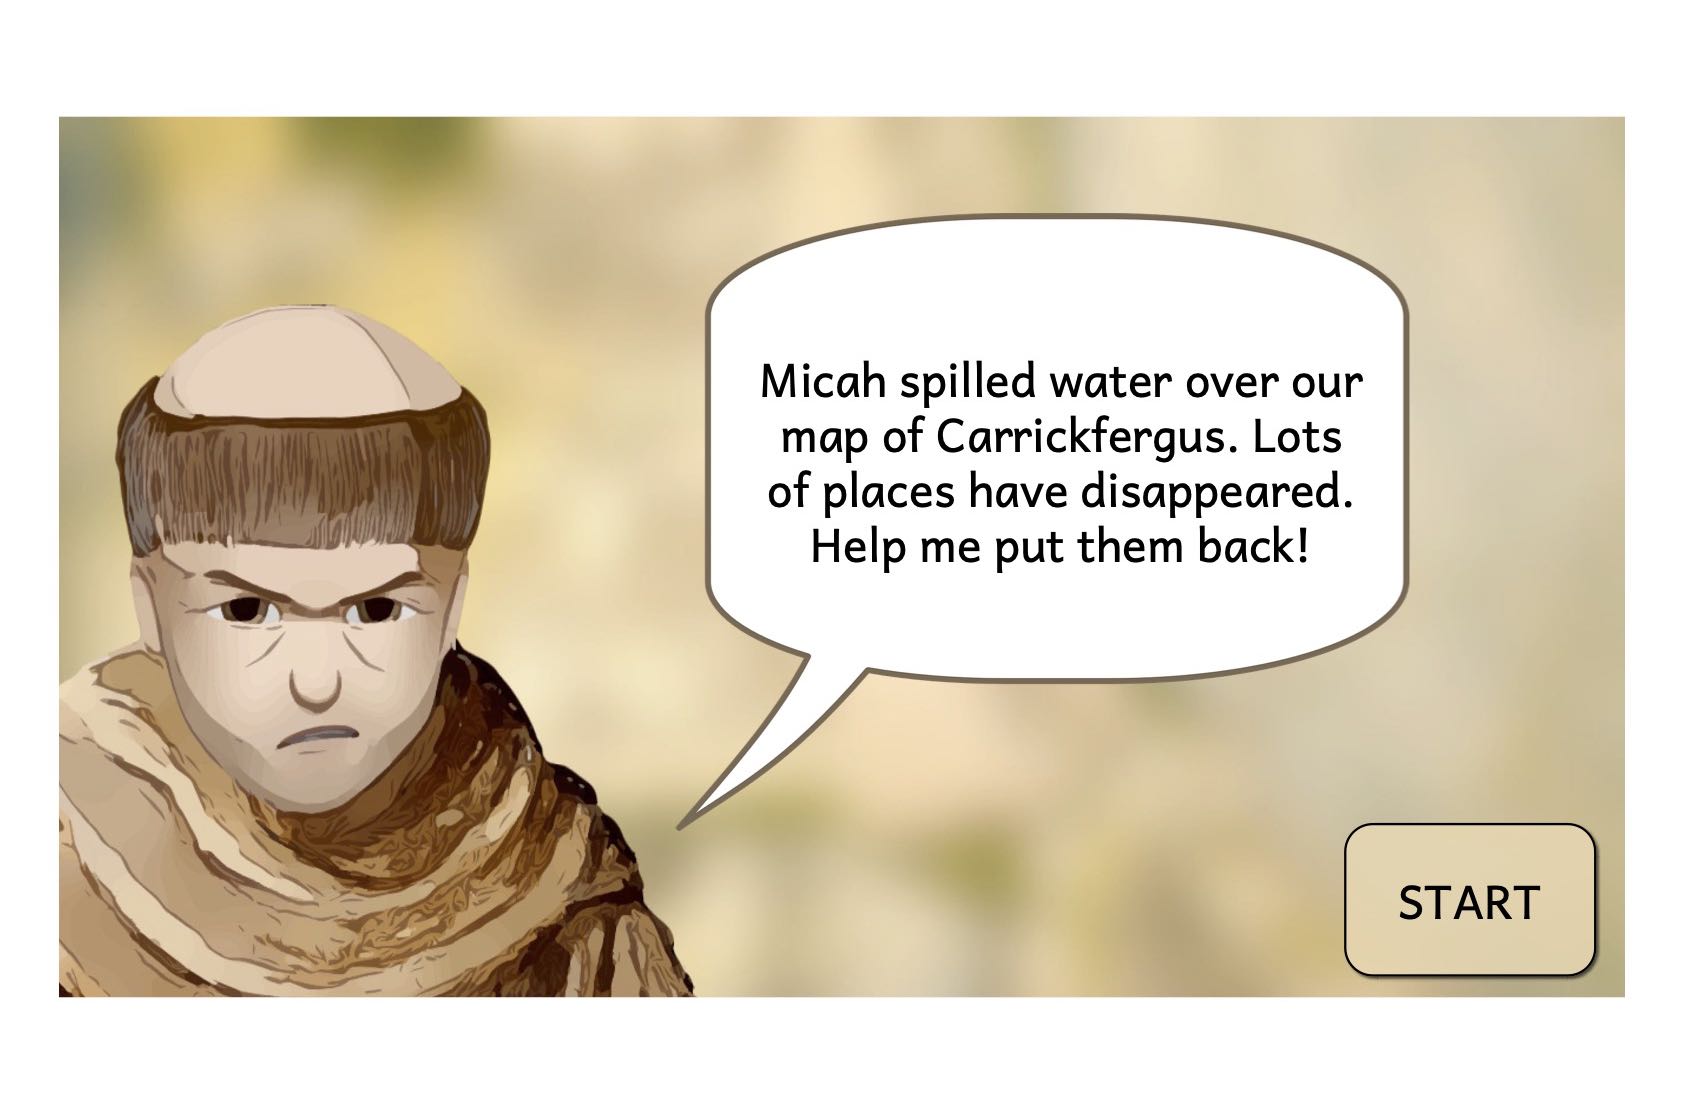 Micah spilled water over our
map of Carrickfergus. Lots
of places have disappeared.
Help me put them back!
START